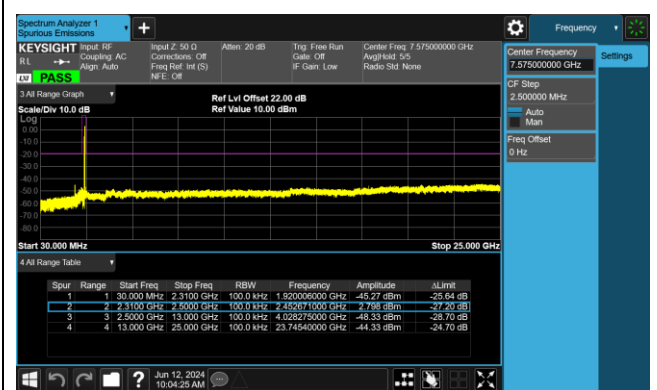 Spectrum Analyzer 1
Spurious Emissions
+
Frequency
KEYSIGHT Input: RF Input Z: 50 Ω Atten: 20 dB Trig: Free Run Center Freq: 7.575000000 GHz
RL Coupling: AC Corrections: Off Gate: Off Avg|Hold: 5/5
Align: Auto Freq Ref: Int (S) IF Gain: Low Radio Std: None
LXI PASS NFE: Off
Center Frequency
7.575000000 GHz
Settings
CF Step
2.500000 MHz
Auto
Man
Freq Offset
0 Hz
3 All Range Graph
Ref Lvl Offset 22.00 dB
Scale/Div 10.0 dB Ref Value 10.00 dBm
Log
0.00
-10.0
-20.0
-30.0
-40.0
-50.0
-60.0
-70.0
-80.0
Start 30.000 MHz Stop 25.000 GHz
4 All Range Table
Spur Range Start Freq Stop Freq RBW Frequency Amplitude ΔLimit
1 1 30.000 MHz 2.3100 GHz 100.0 kHz 1.920006000 GHz -45.27 dBm -25.64 dB
2 2 2.3100 GHz 2.5000 GHz 100.0 kHz 2.452671000 GHz 2.798 dBm -27.20 dB
3 3 2.5000 GHz 13.000 GHz 100.0 kHz 4.028275000 GHz -48.33 dBm -28.70 dB
4 4 13.000 GHz 25.000 GHz 100.0 kHz 23.74540000 GHz -44.33 dBm -24.70 dB
? Jun 12, 2024
10:04:25 AM